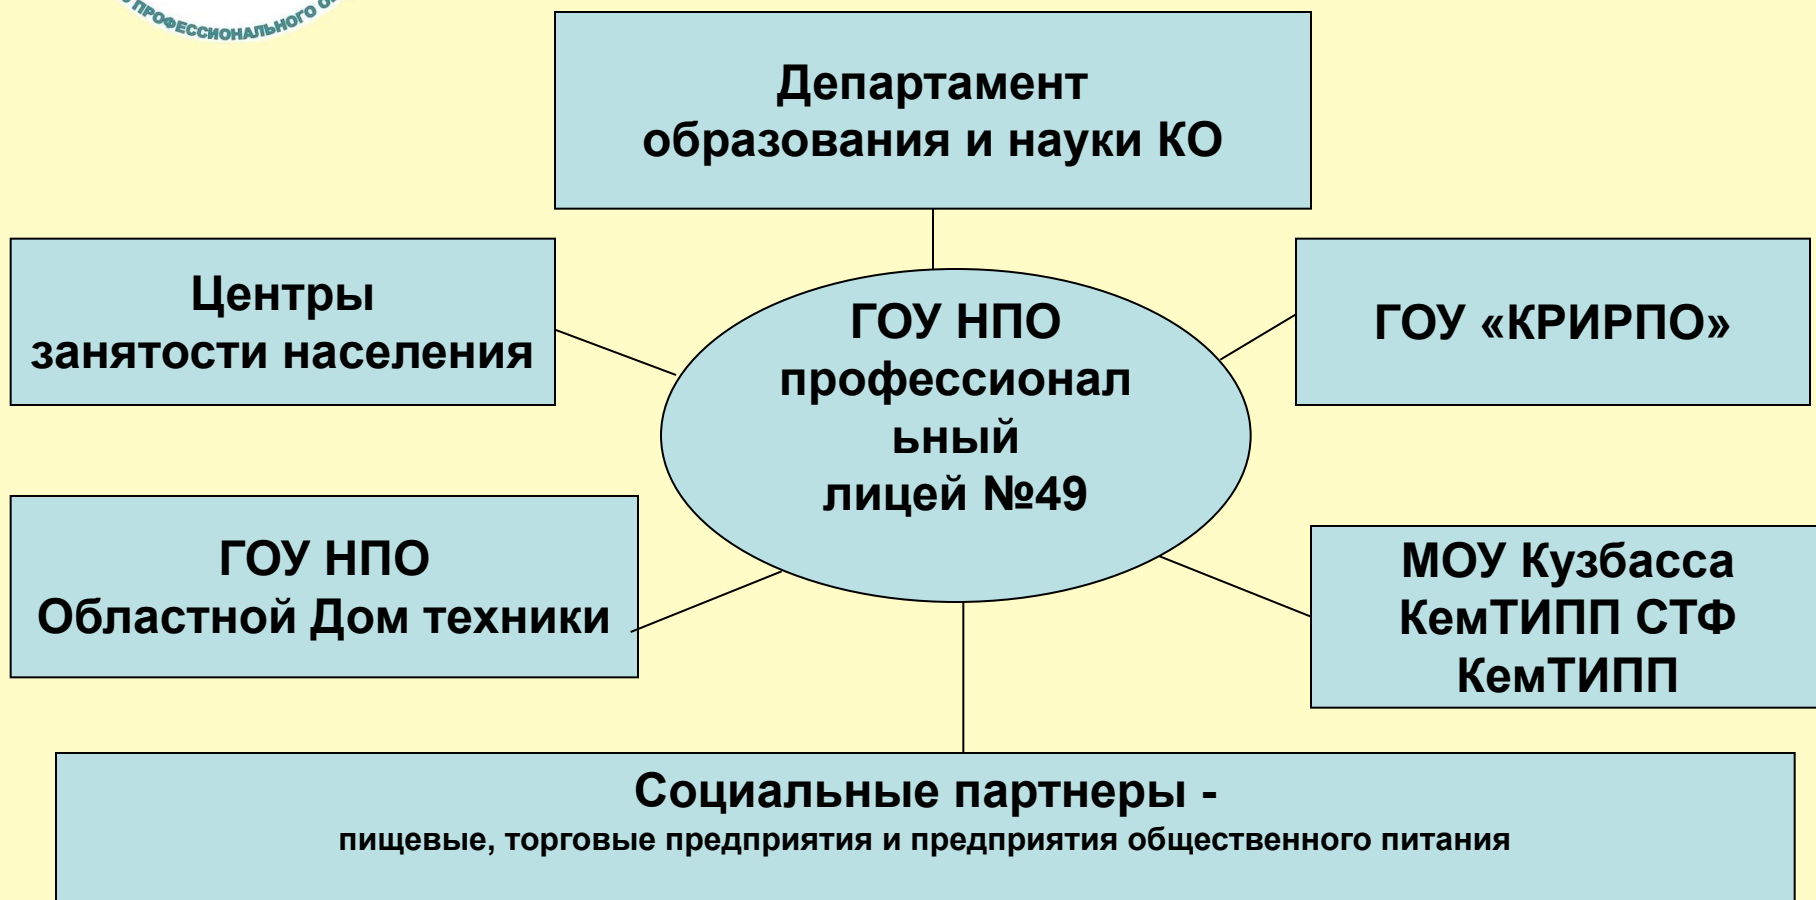 ПРОФЕССИОНАЛЬНОГО
Департамент
образования и науки КО
Центры
занятости населения
ГОУ НПО
профессионал
ьный
лицей №49
ГОУ «КРИРПО»
ГОУ НПО
Областной Дом техники
МОУ Кузбасса
КемТИПП СТФ
КемТИПП
Социальные партнеры -
пищевые, торговые предприятия и предприятия общественного питания